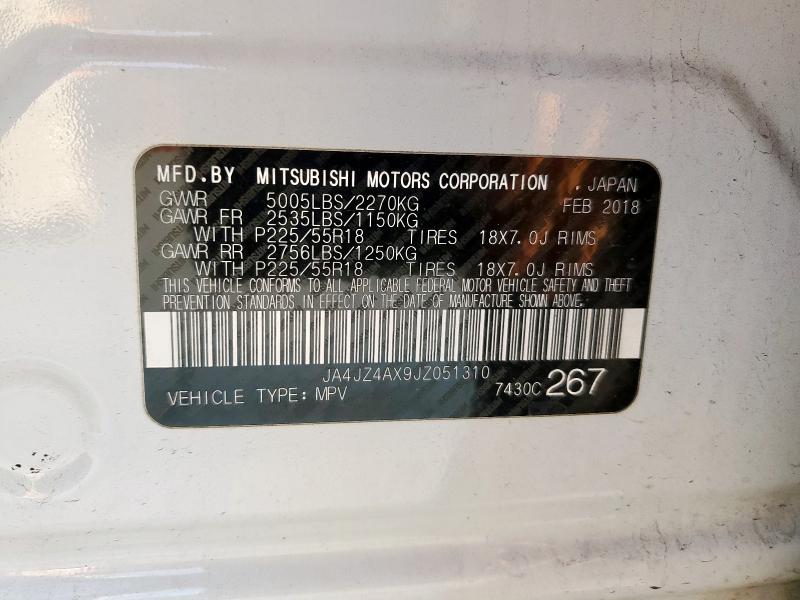 MFD.BY MITSUBISHI MOTORS CORPORATION . JAPAN
GVWR 5005LBS/2270KG FEB 2018
GAWR FR 2535LBS/1150KG
WITH P225/55R18 TIRES 18X7.0J RIMS
GAWR RR 2756LBS/1250KG
WITH P225/55R18 TIRES 18X7.0J RIMS
THIS VEHICLE CONFORMS TO ALL APPLICABLE FEDERAL MOTOR VEHICLE SAFETY AND THEFT
PREVENTION STANDARDS IN EFFECT ON THE DATE OF MANUFACTURE SHOWN ABOVE.
JA4JZ4AX9JZ051310
VEHICLE TYPE: MPV 7430C 267